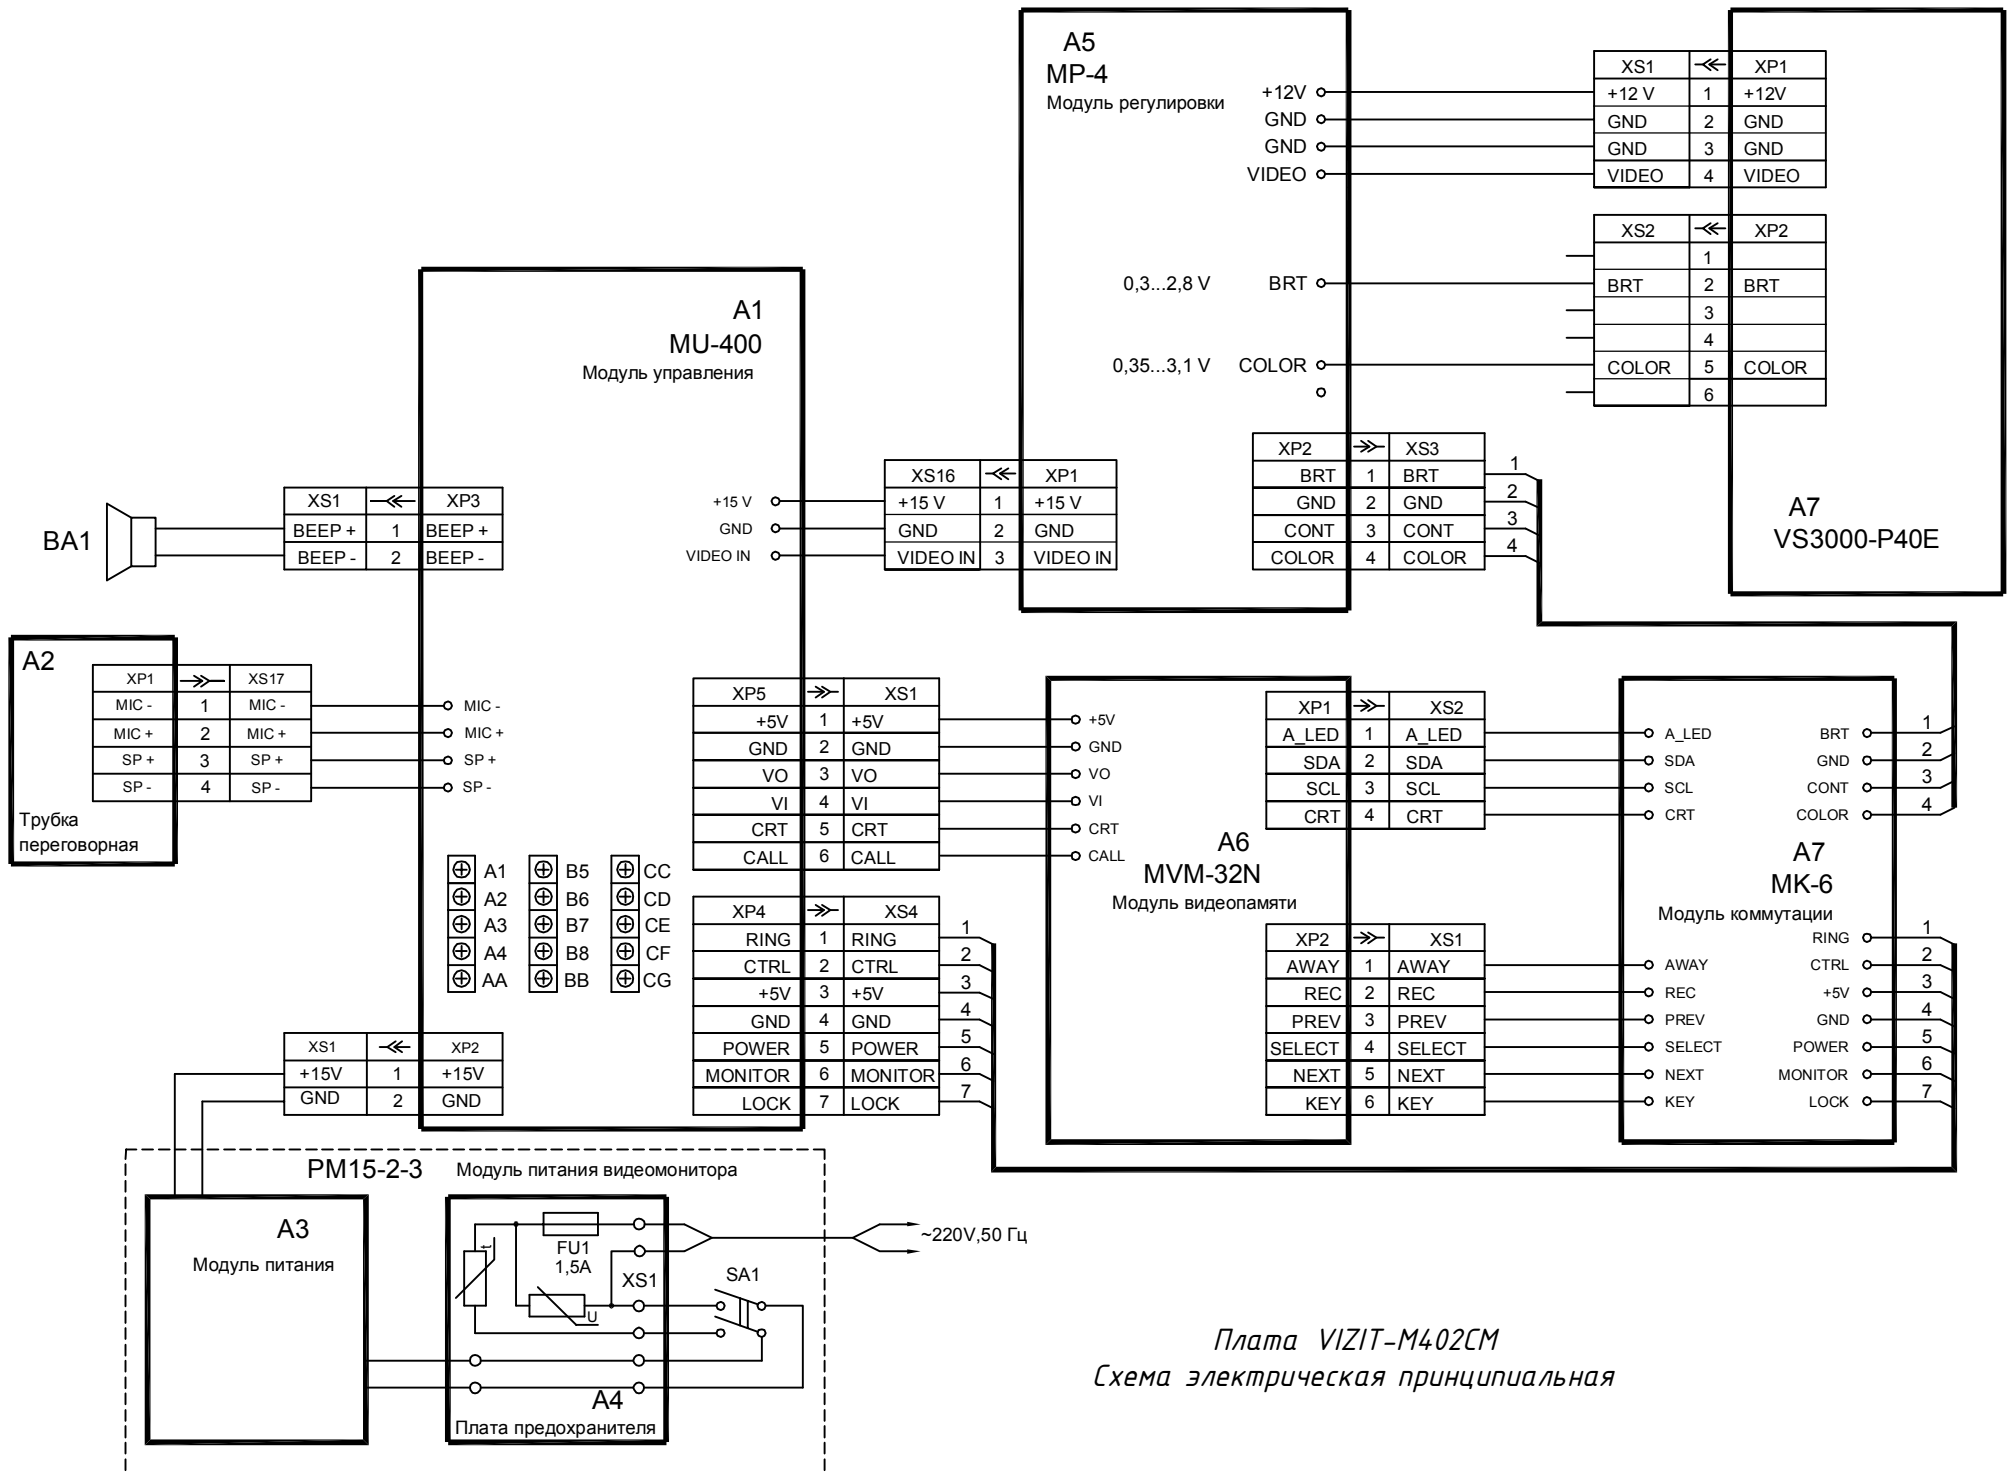 A5
MP-4
Модуль регулировки
+12V
GND
GND
VIDEO
0,3...2,8 V BRT
0,35...3,1 V COLOR
XS1 XP1
+12 V 1 +12V
GND 2 GND
GND 3 GND
VIDEO 4 VIDEO
XS2 XP2
1
BRT 2 BRT
3
4
COLOR 5 COLOR
6
A7
VS3000-P40E
XP2 XS3
BRT 1 BRT 1
GND 2 GND 2
CONT 3 CONT 3
COLOR 4 COLOR 4
XS16 XP1
+15 V 1 +15 V
GND 2 GND
VIDEO IN 3 VIDEO IN
A1
MU-400
Модуль управления
+15 V
GND
VIDEO IN
BA1
XS1 XP3
BEEP + 1 BEEP +
BEEP - 2 BEEP -
A2
XP1 XS17
MIC - 1 MIC - MIC -
MIC + 2 MIC + MIC +
SP + 3 SP + SP +
SP - 4 SP - SP -
Трубка
переговорная
A1 B5 CC
A2 B6 CD
A3 B7 CE
A4 B8 CF
AA BB CG
XP5 XS1
+5V 1 +5V +5V
GND 2 GND GND
VO 3 VO VO
VI 4 VI VI
CRT 5 CRT CRT
CALL 6 CALL CALL
XP4 XS4
RING 1 RING 1
CTRL 2 CTRL 2
+5V 3 +5V 3
GND 4 GND 4
POWER 5 POWER 5
MONITOR 6 MONITOR 6
LOCK 7 LOCK 7
XS1 XP2
+15V 1 +15V
GND 2 GND
A6
MVM-32N
Модуль видеопамяти
XP1 XS2
A_LED 1 A_LED A_LED
SDA 2 SDA SDA
SCL 3 SCL SCL
CRT 4 CRT CRT
XP2 XS1
AWAY 1 AWAY AWAY
REC 2 REC REC
PREV 3 PREV PREV
SELECT 4 SELECT SELECT
NEXT 5 NEXT NEXT
KEY 6 KEY KEY
BRT 1
GND 2
CONT 3
COLOR 4
A7
MK-6
Модуль коммутации
RING 1
CTRL 2
+5V 3
GND 4
POWER 5
MONITOR 6
LOCK 7
PM15-2-3 Модуль питания видеомонитора
A3
Модуль питания
t
FU1
1,5A
U
XS1
SA1
~220V,50 Гц
A4
Плата предохранителя
Плата VIZIT-M402CM
Схема электрическая принципиальная